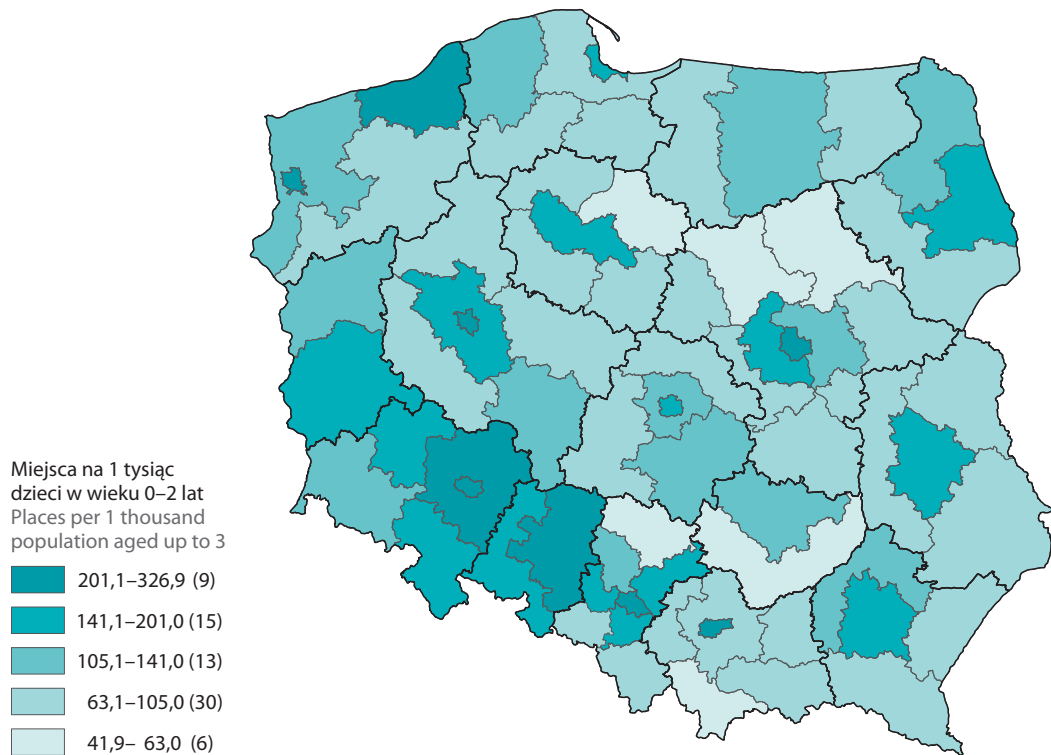 Miejsca na 1 tysiąc
dzieci w wieku 0–2 lat
Places per 1 thousand
population aged up to 3
201,1–326,9 (9)
141,1–201,0 (15)
105,1–141,0 (13)
63,1–105,0 (30)
41,9– 63,0 (6)